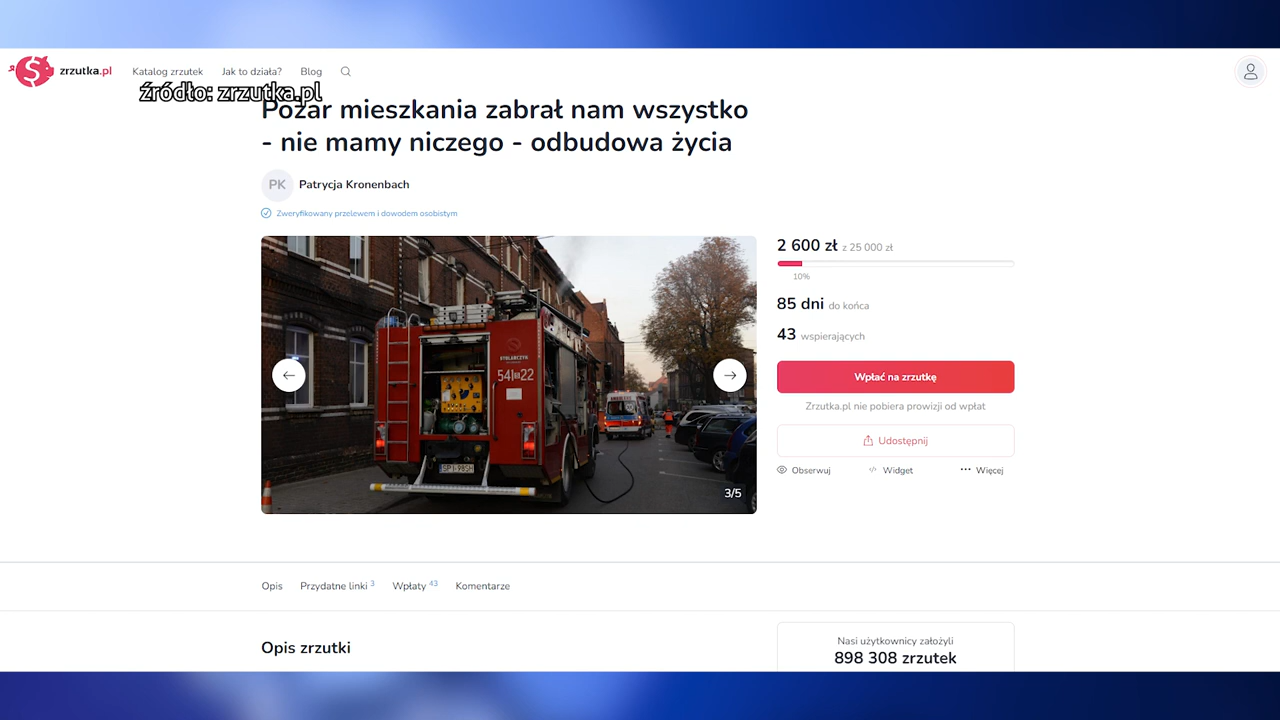 zrzutka.pl Katalog zrzutek Jak to działa? Blog
źródło: zrzutka.pl
Pożar mieszkania zabrał nam wszystko
- nie mamy niczego - odbudowa życia
PK Patrycja Kronenbach
Zweryfikowany przelewem i dowodem osobistym
2 600 zł z 25 000 zł
10%
85 dni do końca
43 wspierających
Wpłać na zrzutkę
Zrzutka.pl nie pobiera prowizji od wpłat
Udostępnij
Obserwuj Widget Więcej
541 22
AMBULANS
3/5
Opis Przydatne linki 3 Wpłaty 43 Komentarze
Opis zrzutki
Nasi użytkownicy założyli
898 308 zrzutek